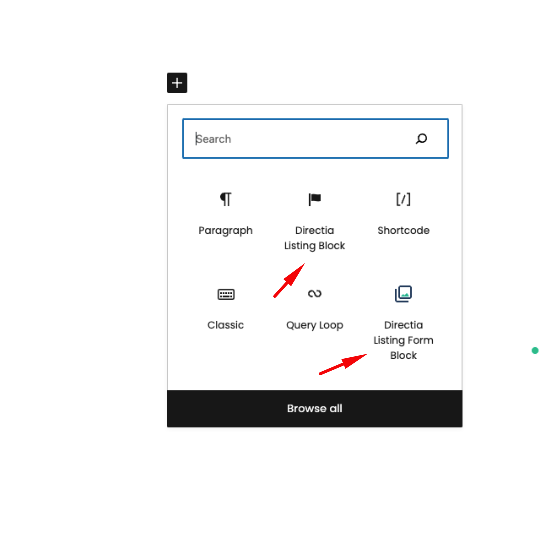 Search
Paragraph
Directia
Listing Block
Shortcode
Classic
Query Loop
Directia
Listing Form
Block
Browse all